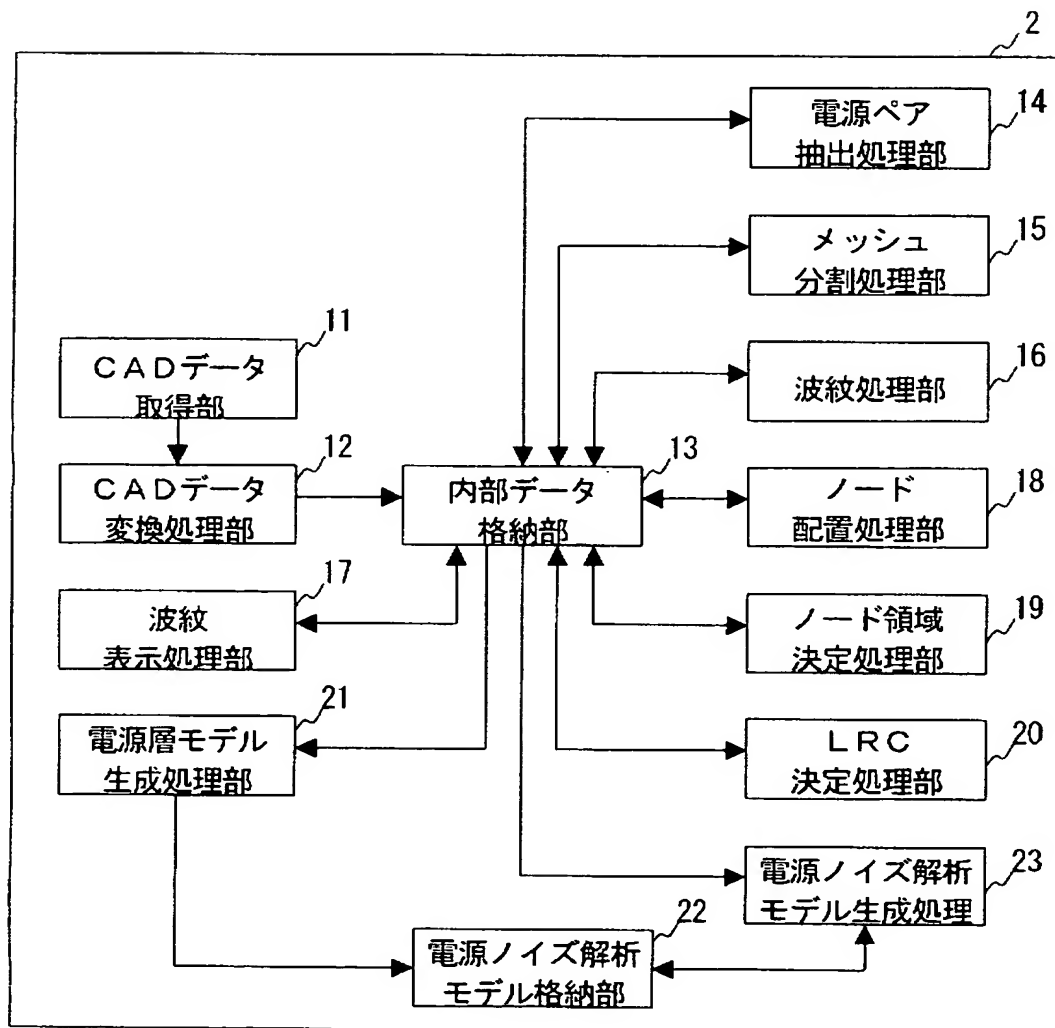 2
電源ペア
抽出処理部
14
メッシュ
分割処理部
15
11
CADデータ
取得部
波紋処理部
16
12
CADデータ
変換処理部
13
内部データ
格納部
ノード
配置処理部
18
17
波紋
表示処理部
ノード領域
決定処理部
19
21
電源層モデル
生成処理部
LRC
決定処理部
20
電源ノイズ解析
モデル生成処理
23
22
電源ノイズ解析
モデル格納部